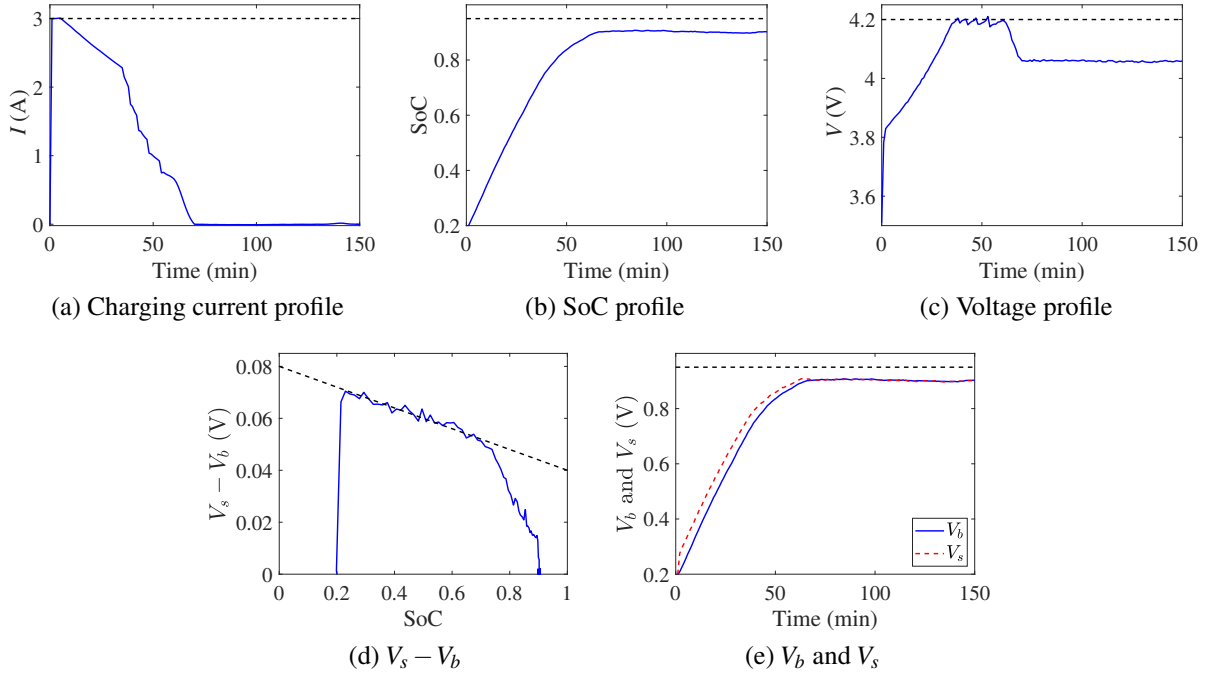 3
2
1
0
0
50
100
150
I (A)
Time (min)
(a) Charging current profile
0.8
0.6
0.4
0.2
0
50
100
150
SoC
Time (min)
(b) SoC profile
4.2
4
3.8
3.6
0
50
100
150
V (V)
Time (min)
(c) Voltage profile
0.08
0.06
0.04
0.02
0
0
0.2
0.4
0.6
0.8
1
V_s − V_b (V)
SoC
(d) V_s − V_b
0.8
0.6
0.4
0.2
0
50
100
150
V_b and V_s (V)
V_b
V_s
Time (min)
(e) V_b and V_s